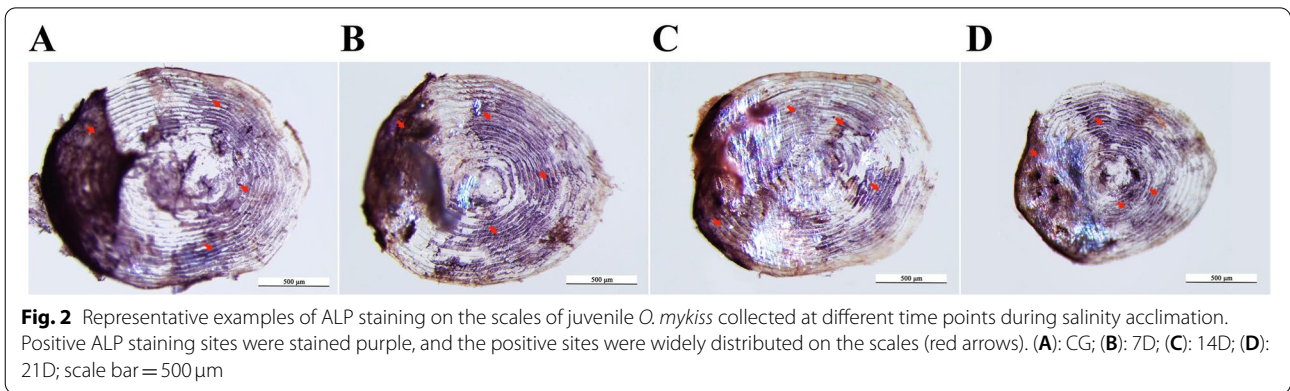 A B C D
500 μm 500 μm 500 μm 500 μm
Fig. 2 Representative examples of ALP staining on the scales of juvenile O. mykiss collected at different time points during salinity acclimation.
Positive ALP staining sites were stained purple, and the positive sites were widely distributed on the scales (red arrows). (A): CG; (B): 7D; (C): 14D; (D):
21D; scale bar = 500 μm